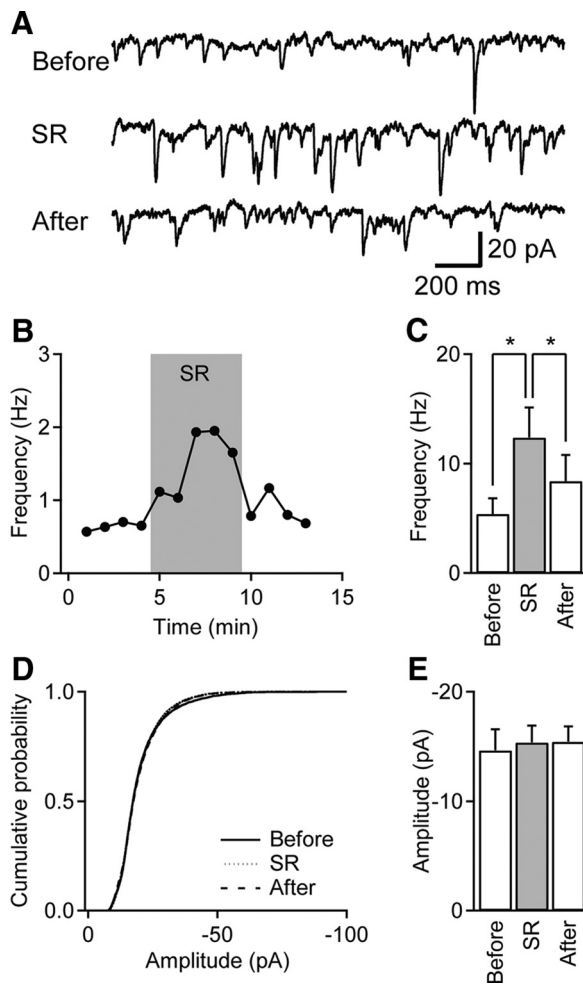 A
Before
SR
After
20 pA
200 ms
B
3
2
1
0
Frequency (Hz)
SR
0 5 10 15
Time (min)
C
* *
20
10
0
Frequency (Hz)
Before
SR
After
D
1.0
0.5
0.0
Cumulative probability
Before
SR
After
0 -50 -100
Amplitude (pA)
E
-20
-10
0
Amplitude (pA)
Before
SR
After